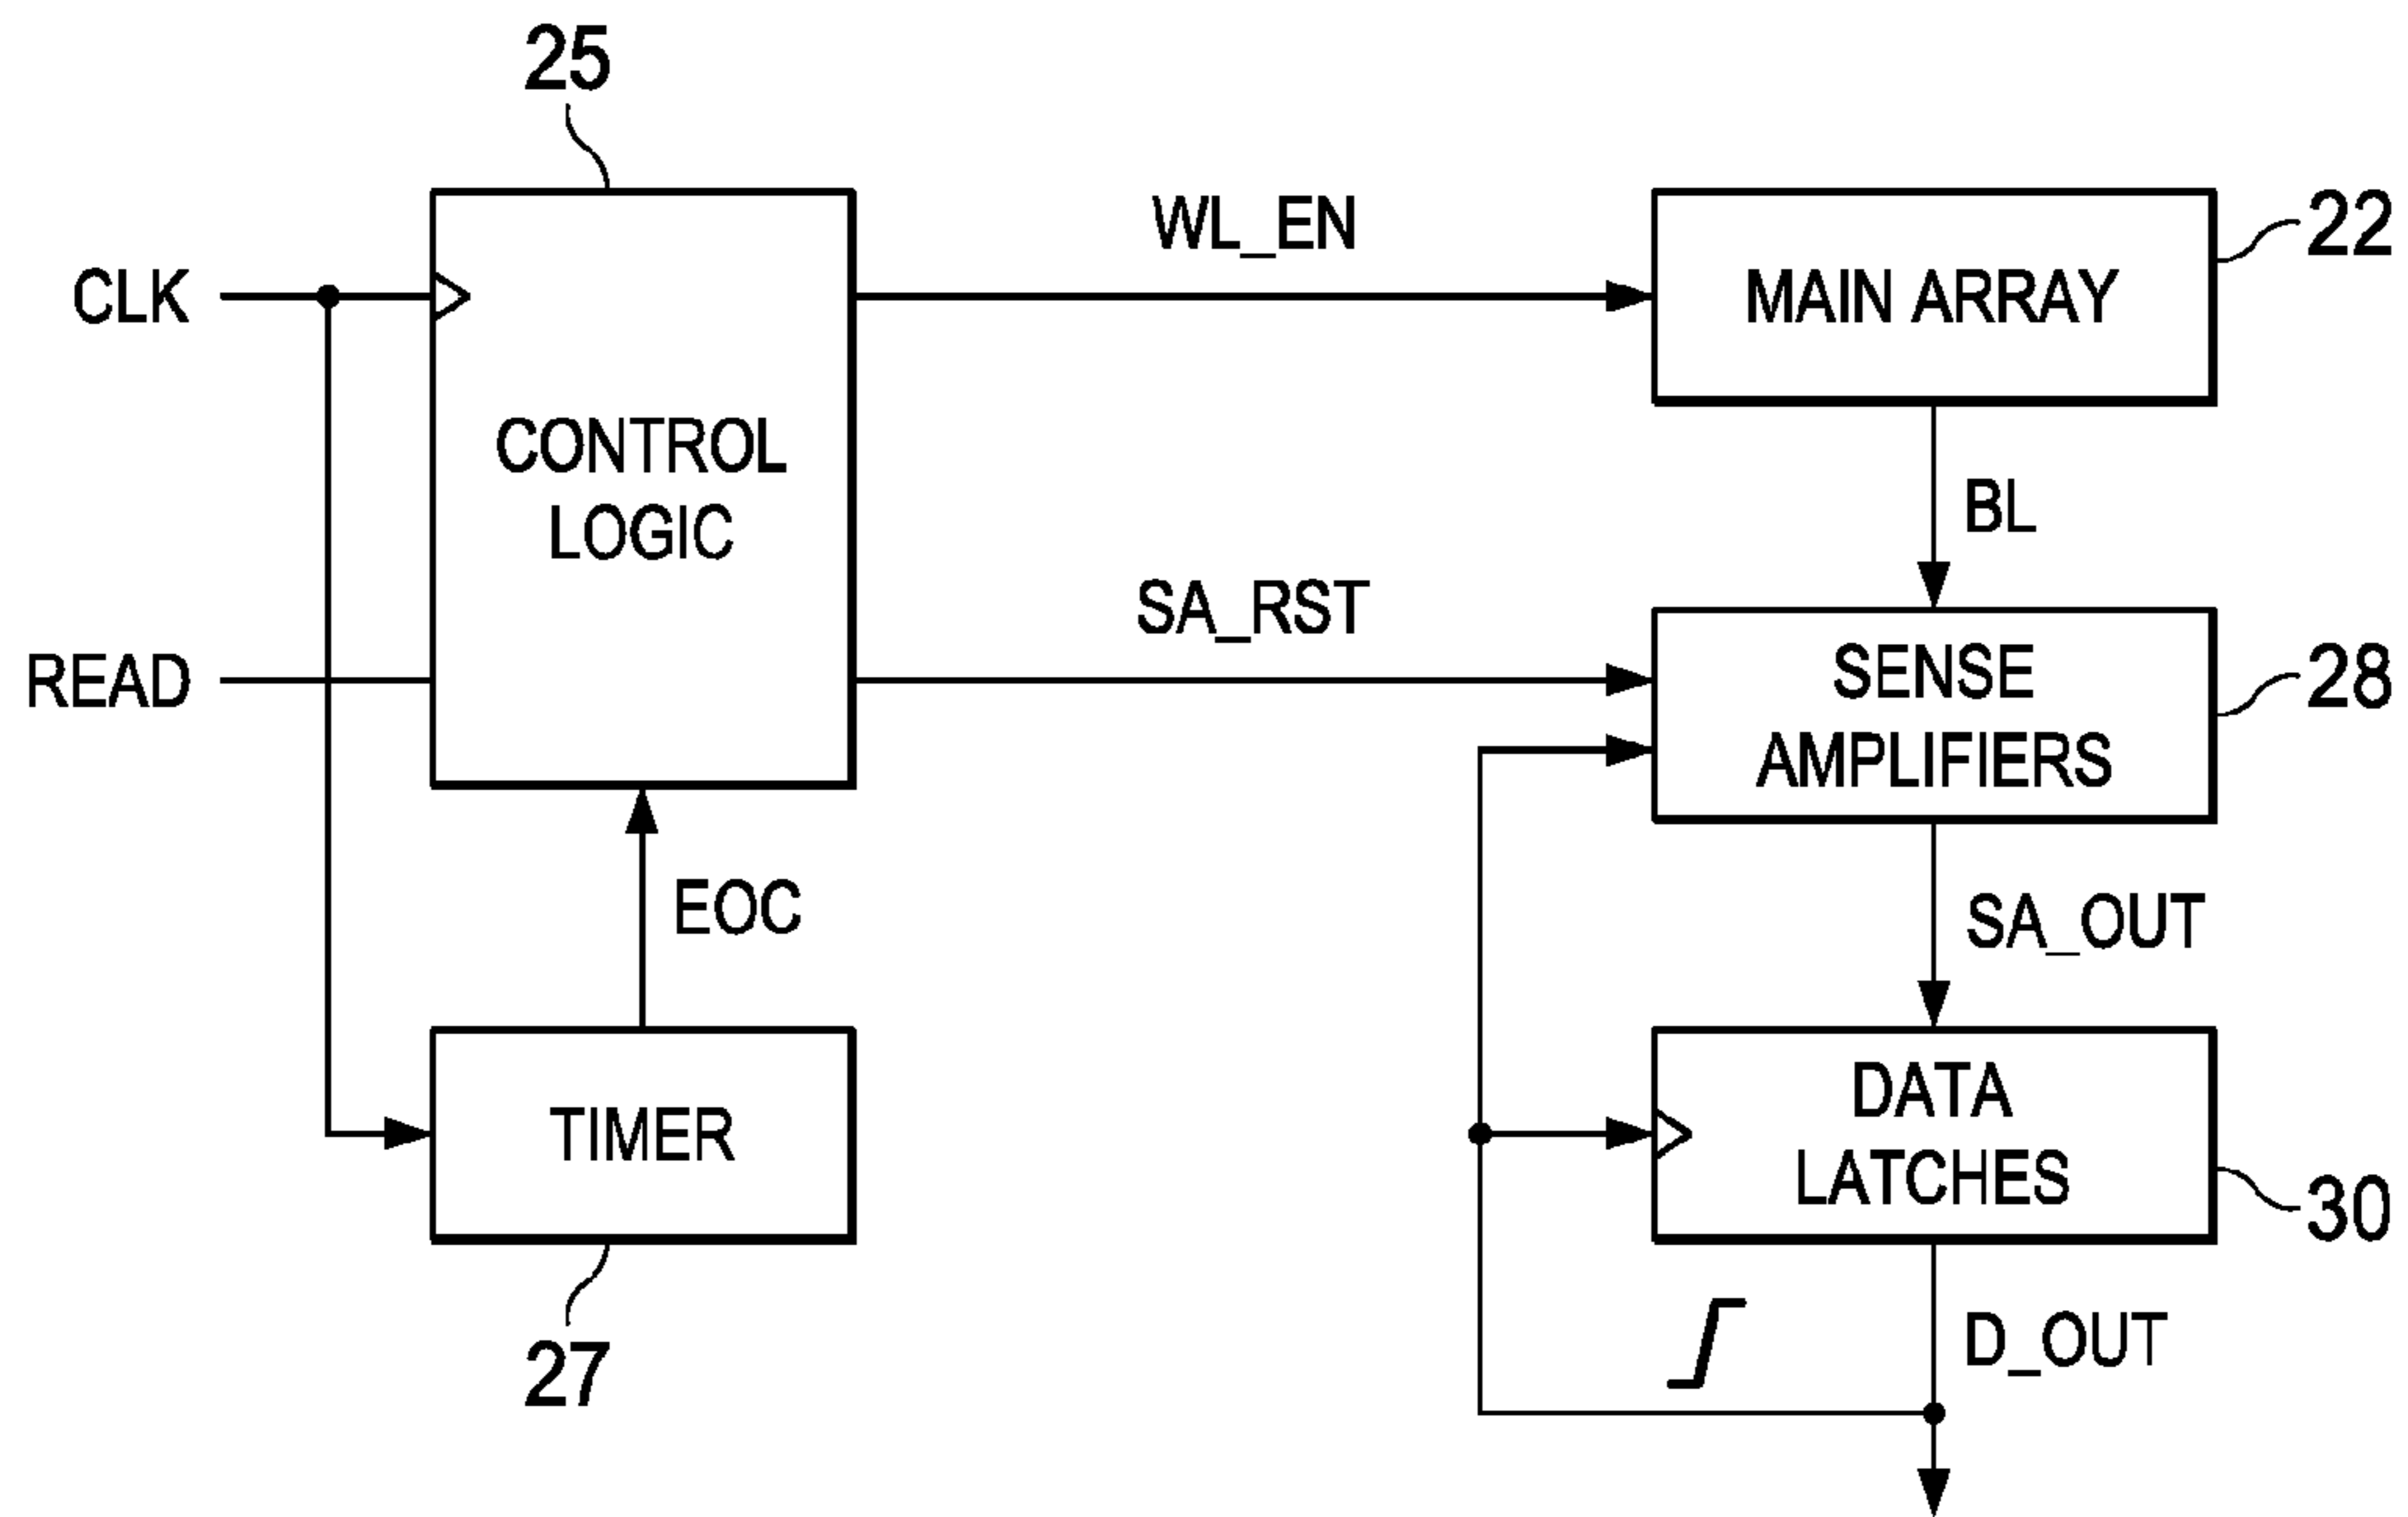 25
WL_EN
22
CLK
MAIN ARRAY
CONTROL
LOGIC
BL
SA_RST
READ
SENSE
AMPLIFIERS
28
EOC
SA_OUT
TIMER
DATA
LATCHES
30
27
D_OUT